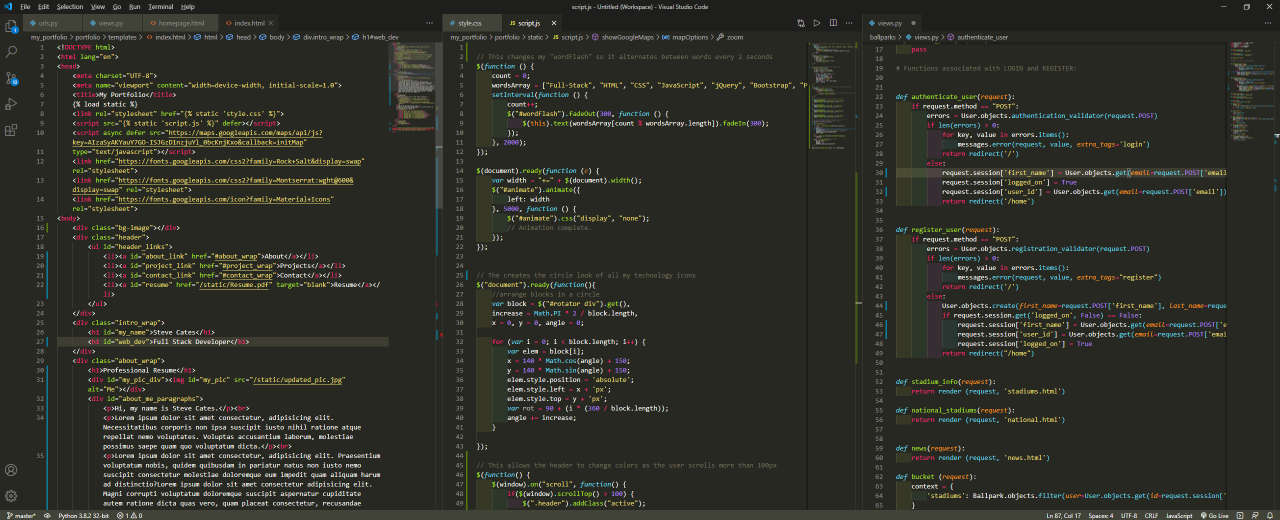 File Edit Selection View Go Run Terminal Help
script.js - Untitled (Workspace) - Visual Studio Code
urls.py views.py homepage.html index.html
my_portfolio > portfolio > templates > index.html > html > head > body > div.intro_wrap > h1#web_dev
1 <!DOCTYPE html>
2 <html lang="en">
3 <head>
4 <meta charset="UTF-8">
5 <meta name="viewport" content="width=device-width, initial-scale=1.0">
6 <title>My Portfolio</title>
7 {% load static %}
8 <link rel="stylesheet" href="{% static 'style.css' %}">
9 <script src="{% static 'script.js' %}" defer></script>
10 <script async defer src="https://maps.googleapis.com/maps/api/js?
&callback=initMap"
11 type="text/javascript"></script>
12 <link href="https://fonts.googleapis.com/css2?family=Rock+Salt&display=swap"
rel="stylesheet">
13 <link href="https://fonts.googleapis.com/css2?family=Montserrat:wght@600&
display=swap" rel="stylesheet">
14 <link href="https://fonts.googleapis.com/icon?family=Material+Icons"
rel="stylesheet">
<body>
16 <div class="bg-image"></div>
17 <div class="header">
18 <ul id="header_links">
19 <li><a id="about_link" href="#about_wrap">About</a></li>
20 <li><a id="project_link" href="#project_wrap">Projects</a></li>
21 <li><a id="contact_link" href="#contact_wrap">Contact</a></li>
22 <li><a id="resume" href="/static/Resume.pdf" target="blank">Resume</a></
li>
23 </ul>
24 </div>
25 <div class="intro_wrap">
26 <h1 id="my_name">Steve Cates</h1>
27 <h1 id="web_dev">Full Stack Developer</h1>
28 </div>
29 <div class="about_wrap">
30 <h1>Professional Resume</h1>
31 <div id="my_pic_div"><img id="my_pic" src="/static/updated_pic.jpg"
alt="Me"></div>
32 <div id="about_me_paragraphs">
33 <p>Hi, my name is Steve Cates.</p><br>
34 <p>Lorem ipsum dolor sit amet consectetur, adipisicing elit.
Necessitatibus corporis non ipsa suscipit iusto nihil ratione atque
repellat nemo voluptates. Voluptas accusantium laborum, molestiae
possimus saepe quam quo voluptatum dicta.</p><br>
35 <p>Lorem ipsum dolor sit amet consectetur, adipisicing elit. Praesentium
voluptatum nobis, quidem quibusdam in pariatur natus non iusto nemo
suscipit consectetur molestiae doloremque eum impedit quam aliquam harum
ad distinctio?Lorem ipsum dolor sit amet consectetur adipisicing elit.
Magni corrupti voluptatum doloremque suscipit aspernatur cupiditate
autem ratione dicta quas vero, quam placeat consectetur, recusandae
style.css script.js
my_portfolio > portfolio > static > script.js > showGoogleMaps > mapOptions > zoom
1
2 // This changes my "wordFlash" so it alternates between words every 2 seconds
3 $(function () {
4 count = 0;
5 wordsArray = ["Full-Stack", "HTML", "CSS", "JavaScript", "jQuery", "Bootstrap", "P
6 setInterval(function () {
7 count++;
8 $("#wordFlash").fadeOut(300, function () {
9 $(this).text(wordsArray[count % wordsArray.length]).fadeIn(300);
10 });
11 }, 2000);
12 });
13
14 $(document).ready(function (e) {
15 var width = "+=" + $(document).width();
16 $("#animate").animate({
17 left: width
18 }, 5000, function () {
19 $("#animate").css("display", "none");
20 // Animation complete.
21 });
22 });
23
24
25 // The creates the circle look of all my technology icons
26 $("document").ready(function(){
27 //arrange blocks in a circle
28 var block = $("#rotator div").get(),
29 increase = Math.PI * 2 / block.length,
30 x = 0, y = 0, angle = 0;
31
32 for (var i = 0; i < block.length; i++) {
33 var elem = block[i];
34 x = 140 * Math.cos(angle) + 150;
35 y = 140 * Math.sin(angle) + 150;
36 elem.style.position = 'absolute';
37 elem.style.left = x + 'px';
38 elem.style.top = y + 'px';
39 var rot = 90 + (i * (360 / block.length));
40 angle += increase;
41 }
42
43 });
44
45 // This allows the header to change colors as the user scrolls more than 100px
46 $(function() {
47 $(window).on("scroll", function() {
48 if($(window).scrollTop() > 100) {
49 $(".header").addClass("active");
views.py
ballparks > views.py > authenticate_user
17 pass
18
19 # Functions associated with LOGIN and REGISTER:
20
21
22 def authenticate_user(request):
23 if request.method == "POST":
24 errors = User.objects.authentication_validator(request.POST)
25 if len(errors) > 0:
26 for key, value in errors.items():
27 messages.error(request, value, extra_tags='login')
28 return redirect('/')
29 else:
30 request.session['first_name'] = User.objects.get(email=request.POST['email
31 request.session['logged_on'] = True
32 request.session['user_id'] = User.objects.get(email=request.POST['email'])
33 return redirect('/home')
34
35
36 def register_user(request):
37 if request.method == "POST":
38 errors = User.objects.registration_validator(request.POST)
39 if len(errors) > 0:
40 for key, value in errors.items():
41 messages.error(request, value, extra_tags="register")
42 return redirect('/')
43 else:
44 User.objects.create(first_name=request.POST['first_name'], last_name=reques
45 if request.session.get('logged_on', False) == False:
46 request.session['first_name'] = User.objects.get(email=request.POST['e
47 request.session['user_id'] = User.objects.get(email=request.POST['emai
48 request.session['logged_on'] = True
49 return redirect("/home")
50
51
52 def stadium_info(request):
53 return render (request, 'stadiums.html')
54
55 def national_stadiums(request):
56 return render (request, 'national.html')
57
58
59 def news(request):
60 return render (request, 'news.html')
61
62 def bucket (request):
63 context = {
64 'stadiums': Ballpark.objects.filter(user=User.objects.get(id=request.session['
65 }
master* Python 3.8.2 32-bit 1 0
Ln 87, Col 17 Spaces: 4 UTF-8 CRLF JavaScript Go Live